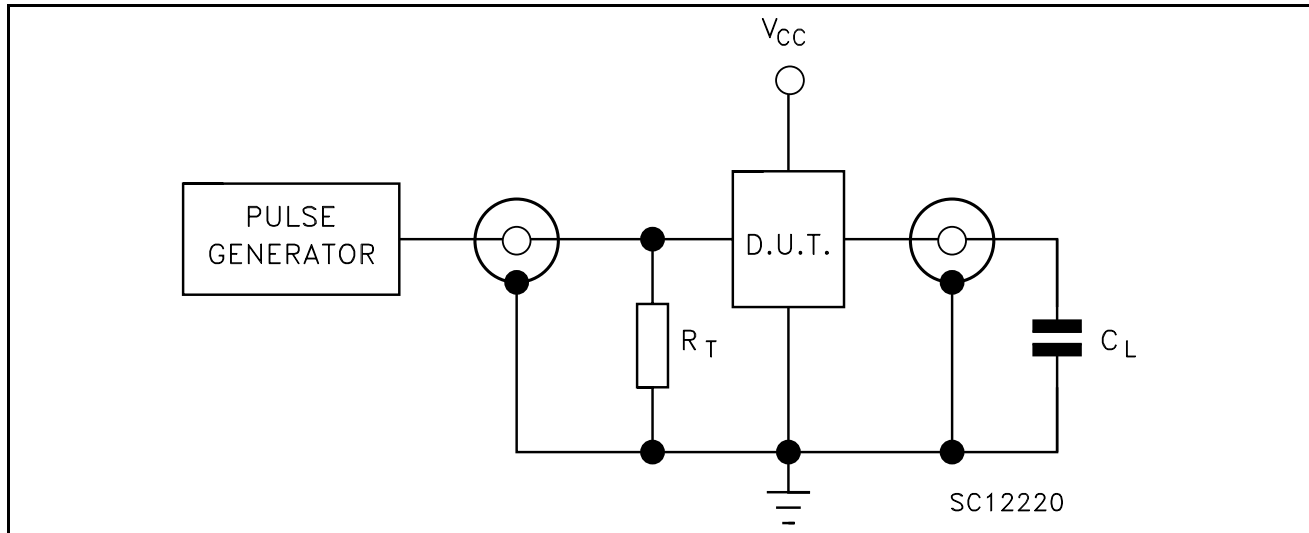 VCC
PULSE
GENERATOR
D.U.T.
RT
CL
SC12220